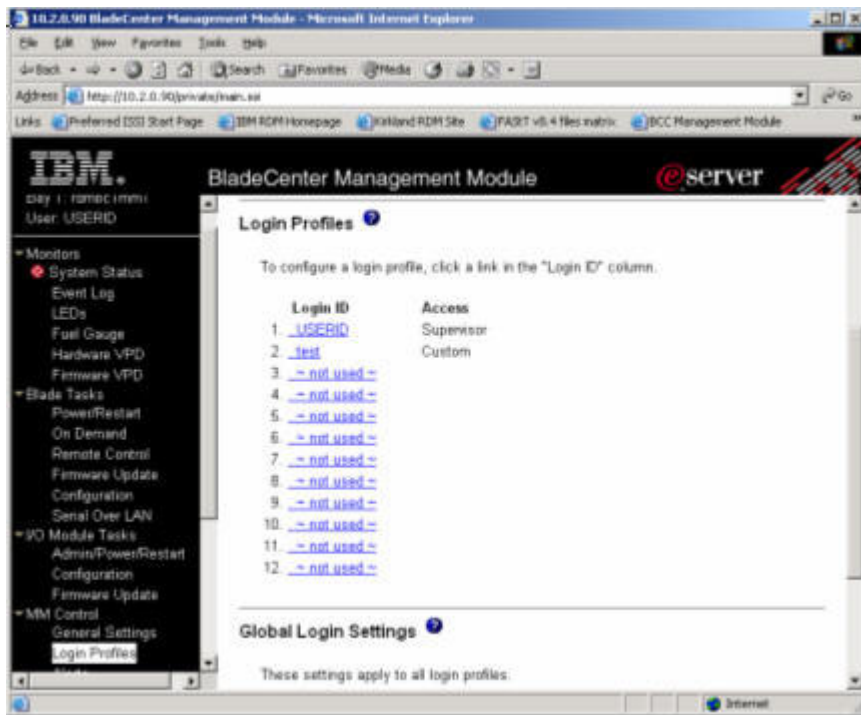 10.2.0.90 BladeCenter Management Module - Microsoft Internet Explorer
File Edit View Favorites Tools Help
Back Search Favorites Media
Address http://10.2.0.90/private/main.ssi Go
Links Preferred ISSI Start Page IBM RDM Homepage Kirkland RDM Site FAStT v8.4 files matrix BCC Management Module
IBM. BladeCenter Management Module eserver
User: USERID
Monitors
System Status
Event Log
LEDs
Fuel Gauge
Hardware VPD
Firmware VPD
Blade Tasks
Power/Restart
On Demand
Remote Control
Firmware Update
Configuration
Serial Over LAN
I/O Module Tasks
Admin/Power/Restart
Configuration
Firmware Update
MM Control
General Settings
Login Profiles
Login Profiles
To configure a login profile, click a link in the "Login ID" column.
Login ID Access
1. USERID Supervisor
2. test Custom
3. ~ not used ~
4. ~ not used ~
5. ~ not used ~
6. ~ not used ~
7. ~ not used ~
8. ~ not used ~
9. ~ not used ~
10. ~ not used ~
11. ~ not used ~
12. ~ not used ~
Global Login Settings
These settings apply to all login profiles.
Internet